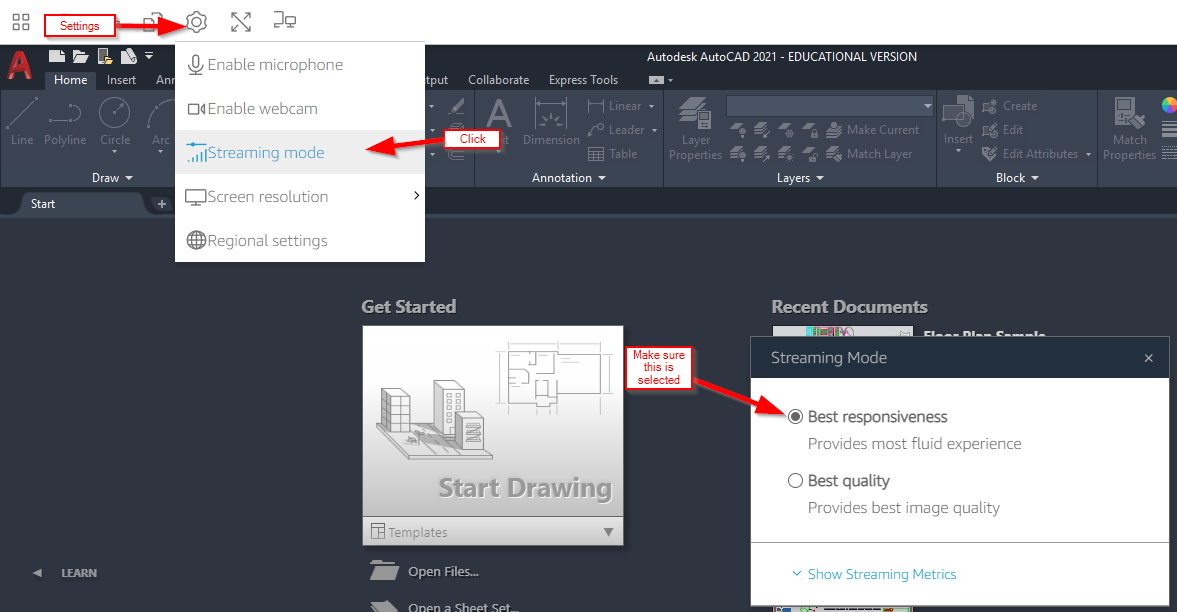 Settings
Enable microphone
Enable webcam
Streaming mode
Screen resolution
Regional settings
Click
Autodesk AutoCAD 2021 - EDUCATIONAL VERSION
Home Insert Ann tput Collaborate Express Tools
Line Polyline Circle Arc
Draw
Dimension
Linear
Leader
Table
Annotation
Layer
Properties
Make Current
Match Layer
Layers
Insert
Create
Edit
Edit Attributes
Block
Match
Properties
Start
Get Started
Start Drawing
Templates
Open Files...
Open a Sheet Set...
LEARN
Recent Documents
Floor Plan Sample
Make sure
this is
selected
Streaming Mode
Best responsiveness
Provides most fluid experience
Best quality
Provides best image quality
Show Streaming Metrics